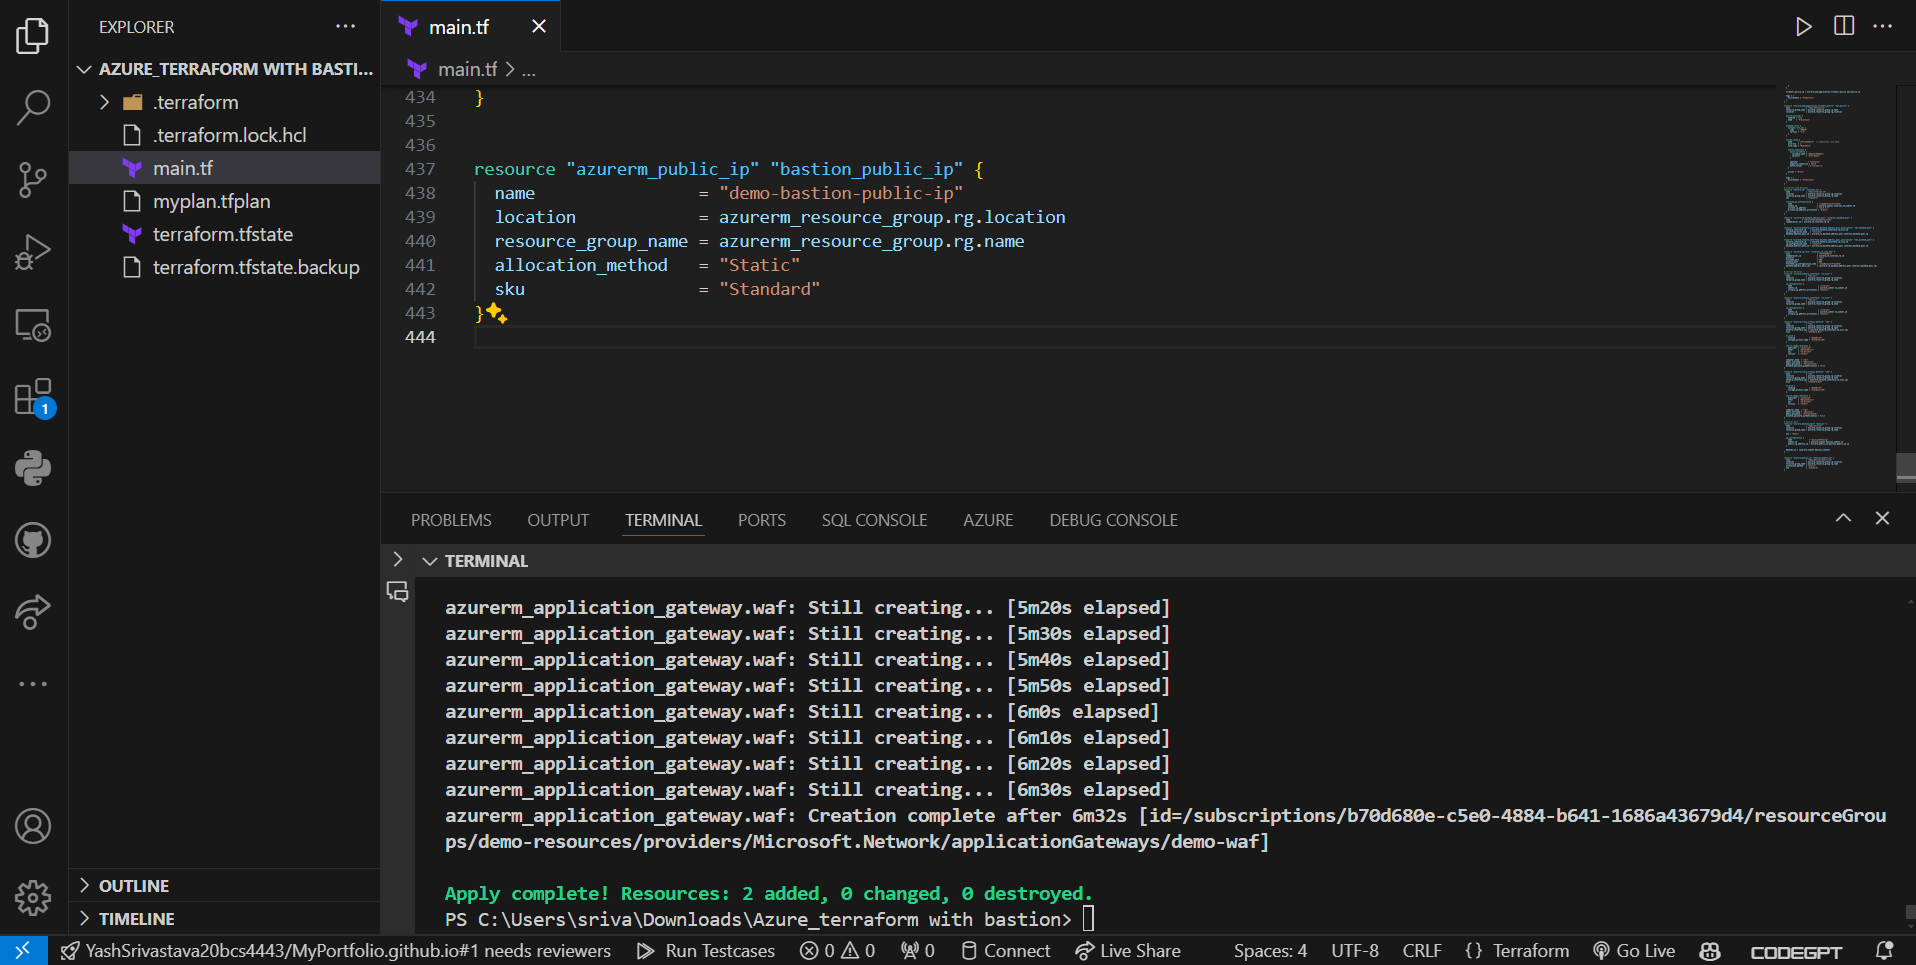 EXPLORER
AZURE_TERRAFORM WITH BASTI...
.terraform
.terraform.lock.hcl
main.tf
myplan.tfplan
terraform.tfstate
terraform.tfstate.backup
OUTLINE
TIMELINE
1
main.tf
main.tf > ...
434 }
435
436
437 resource "azurerm_public_ip" "bastion_public_ip" {
438 name = "demo-bastion-public-ip"
439 location = azurerm_resource_group.rg.location
440 resource_group_name = azurerm_resource_group.rg.name
441 allocation_method = "Static"
442 sku = "Standard"
443 }
444
PROBLEMS OUTPUT TERMINAL PORTS SQL CONSOLE AZURE DEBUG CONSOLE
TERMINAL
azurerm_application_gateway.waf: Still creating... [5m20s elapsed]
azurerm_application_gateway.waf: Still creating... [5m30s elapsed]
azurerm_application_gateway.waf: Still creating... [5m40s elapsed]
azurerm_application_gateway.waf: Still creating... [5m50s elapsed]
azurerm_application_gateway.waf: Still creating... [6m0s elapsed]
azurerm_application_gateway.waf: Still creating... [6m10s elapsed]
azurerm_application_gateway.waf: Still creating... [6m20s elapsed]
azurerm_application_gateway.waf: Still creating... [6m30s elapsed]
azurerm_application_gateway.waf: Creation complete after 6m32s [id=/subscriptions/b70d680e-c5e0-4884-b641-1686a43679d4/resourceGrou
ps/demo-resources/providers/Microsoft.Network/applicationGateways/demo-waf]
Apply complete! Resources: 2 added, 0 changed, 0 destroyed.
PS C:\Users\sriva\Downloads\Azure_terraform with bastion>
YashSrivastava20bcs4443/MyPortfolio.github.io#1 needs reviewers Run Testcases 0 0 0 Connect Live Share Spaces: 4 UTF-8 CRLF {} Terraform Go Live CODEGPT